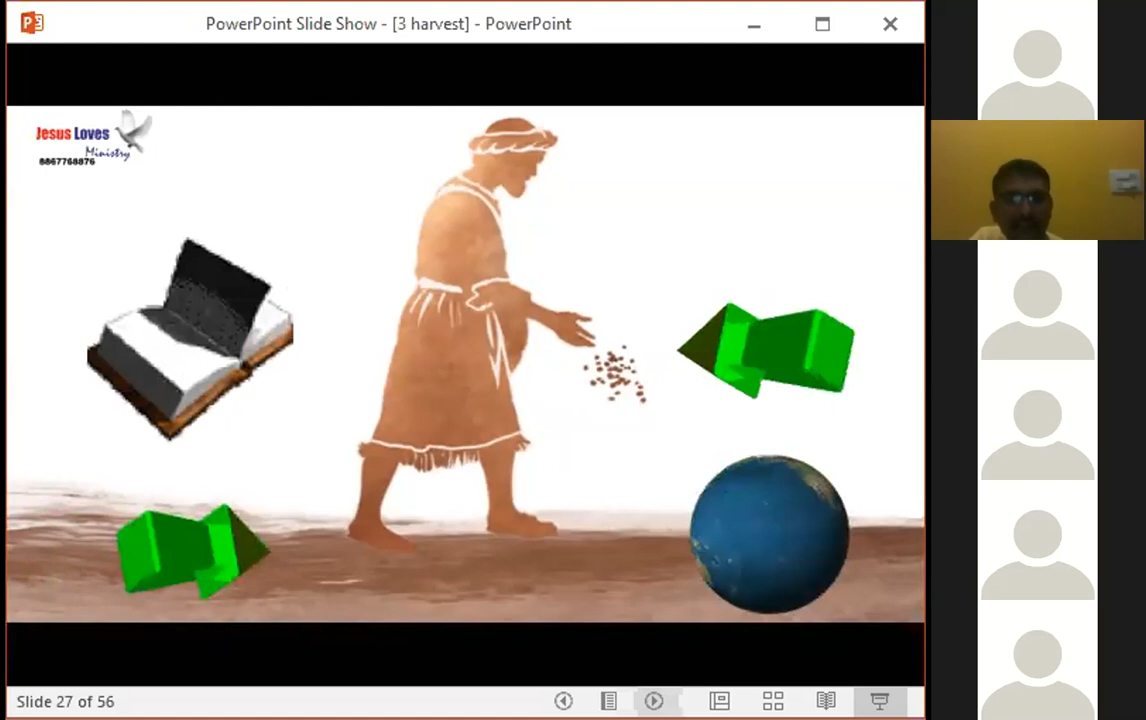 PowerPoint Slide Show - [3 harvest] - PowerPoint
Jesus Loves
Ministry
8867768876
Slide 27 of 56